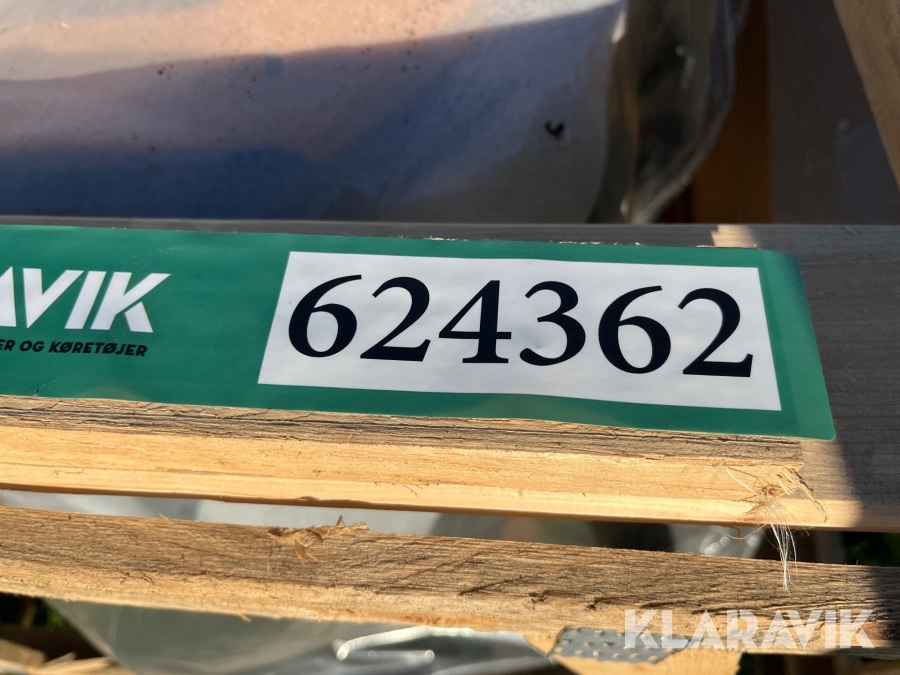 AVIK
ER OG KØRETØJER
624362
KLARAVIK